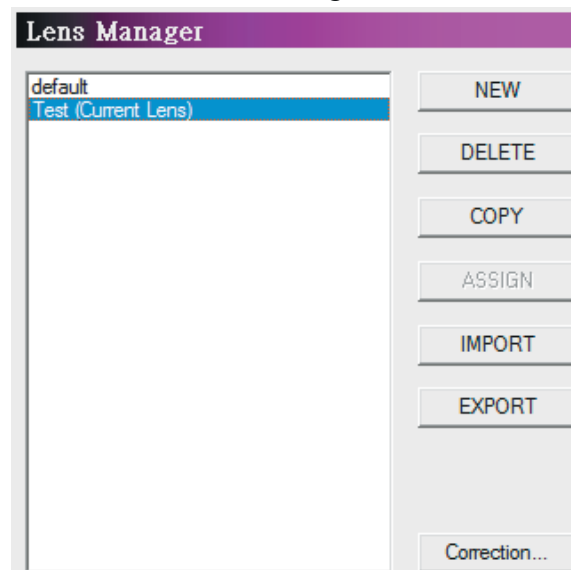 Lens Manager
default
Test (Current Lens)
NEW
DELETE
COPY
ASSIGN
IMPORT
EXPORT
Correction...